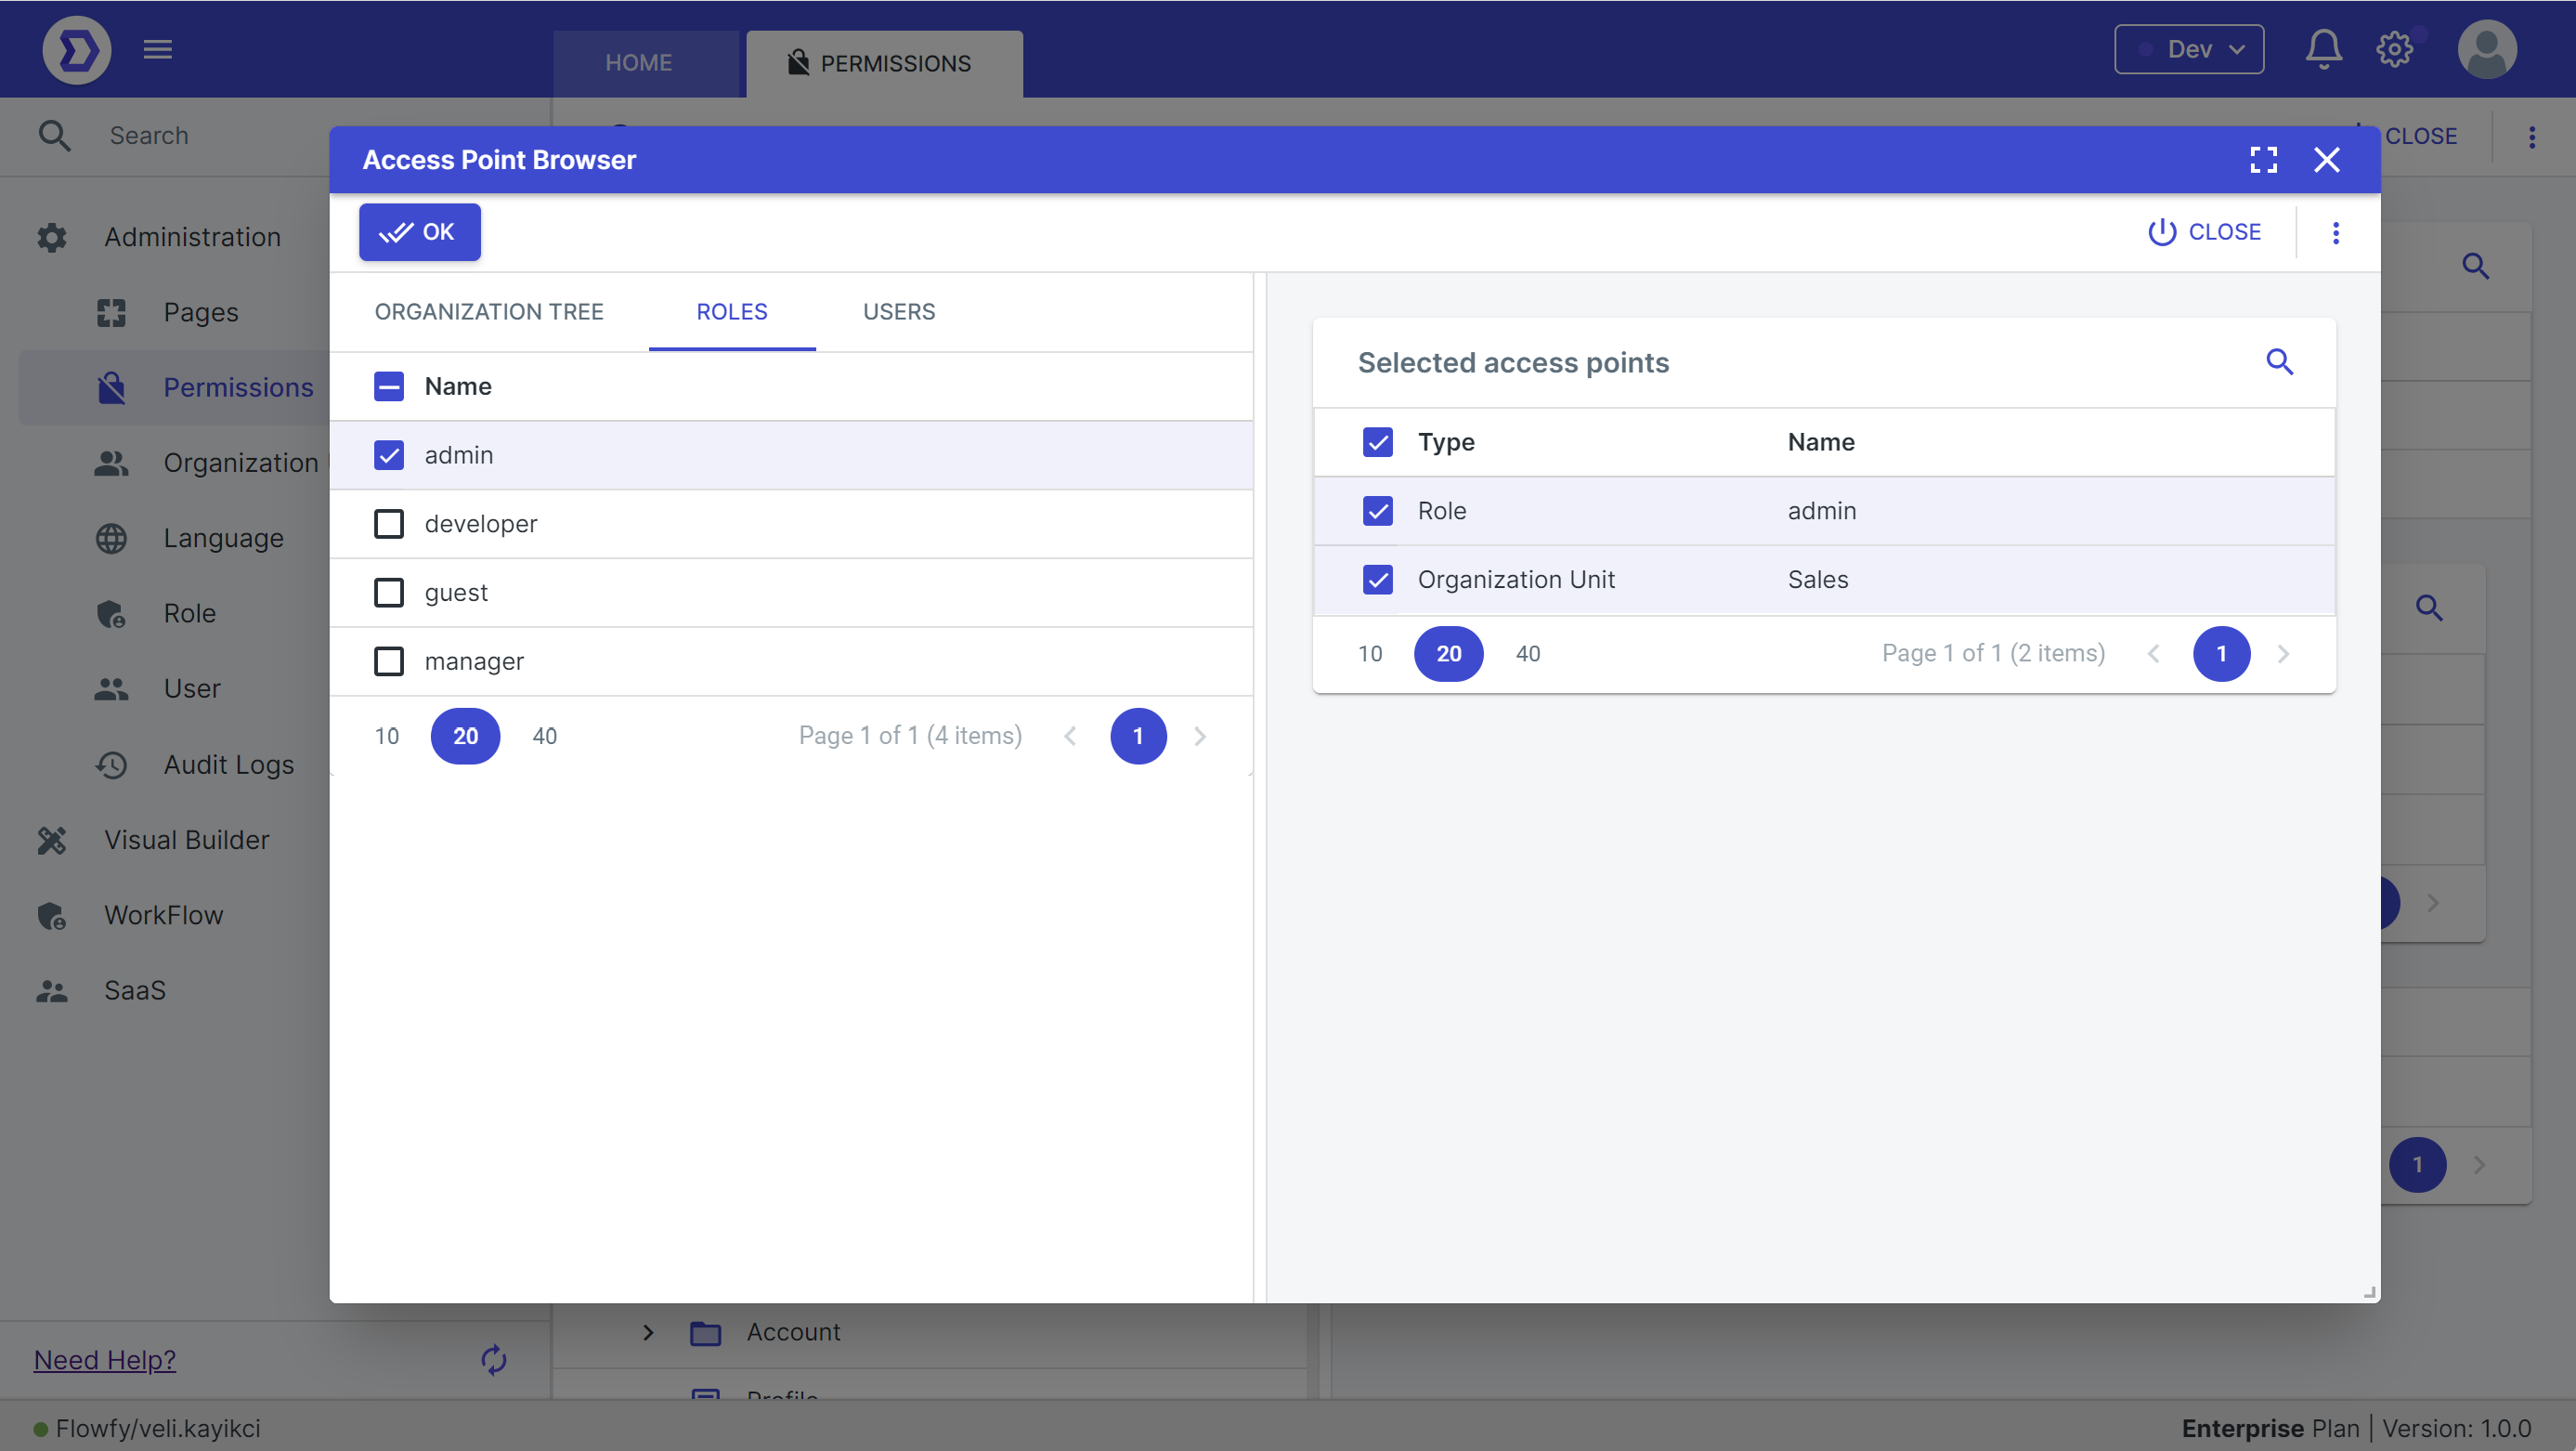 HOME
PERMISSIONS
Dev
Search
CLOSE
Access Point Browser
OK
CLOSE
Administration
Pages
Permissions
Organization
Language
Role
User
Audit Logs
Visual Builder
WorkFlow
SaaS
ORGANIZATION TREE
ROLES
USERS
Name
admin
developer
guest
manager
10
20
40
Page 1 of 1 (4 items)
1
Selected access points
Type
Name
Role
admin
Organization Unit
Sales
10
20
40
Page 1 of 1 (2 items)
1
1
Account
Profile
Need Help?
Flowfy/veli.kayikci
Enterprise Plan | Version: 1.0.0